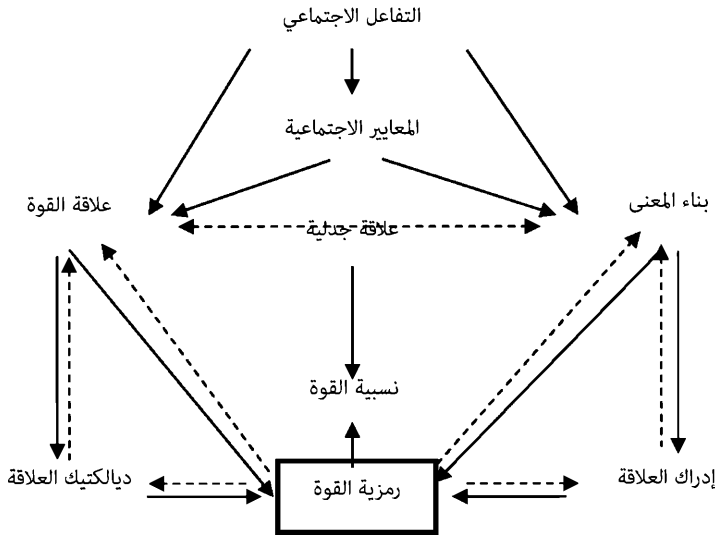 التفاعل الاجتماعي
المعايير الاجتماعية
بناء المعنى
علاقة القوة
علاقة جدلية
نسبية القوة
إدراك العلاقة
رمزية القوة
ديالكتيك العلاقة